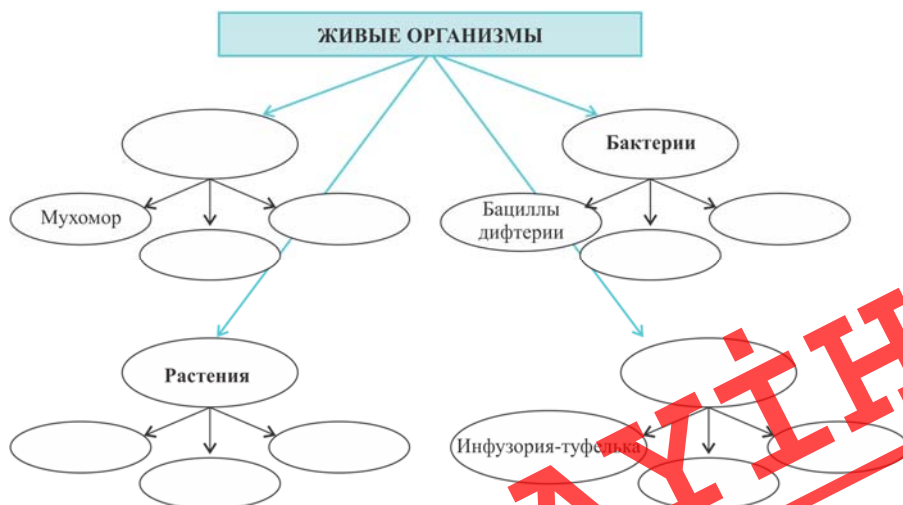 ЖИВЫЕ ОРГАНИЗМЫ
Бактерии
Мухомор
Бациллы
дифтерии
Растения
Инфузория-туфелька